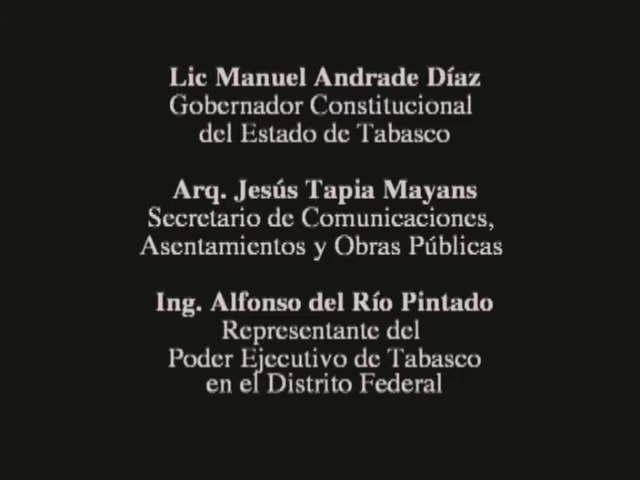 Lic Manuel Andrade Díaz
Gobernador Constitucional
del Estado de Tabasco
Arq. Jesús Tapia Mayans
Secretario de Comunicaciones,
Asentamientos y Obras Públicas
Ing. Alfonso del Río Pintado
Representante del
Poder Ejecutivo de Tabasco
en el Distrito Federal